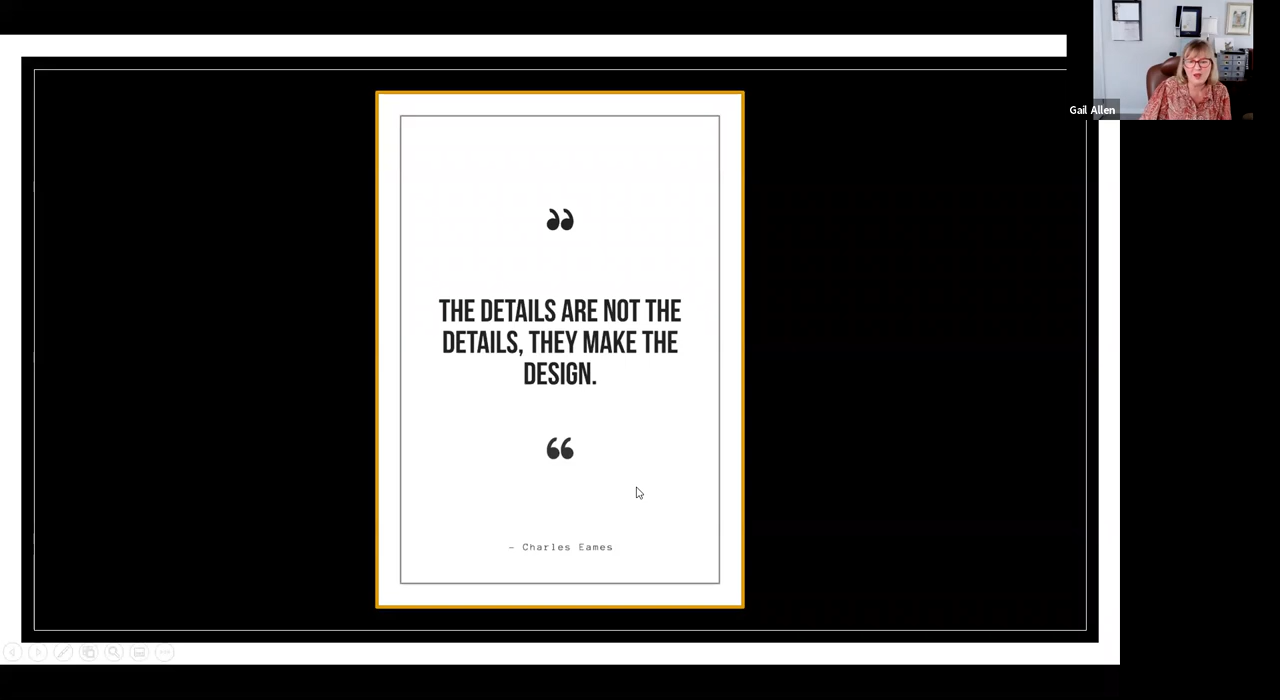 Gail Allen
”
THE DETAILS ARE NOT THE
DETAILS, THEY MAKE THE
DESIGN.
“
— Charles Eames